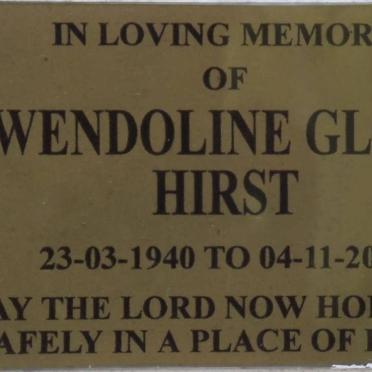 IN LOVING MEMOR
OF
WENDOLINE GL
HIRST
23-03-1940 TO 04-11-20
AY THE LORD NOW HO
AFELY IN A PLACE OF